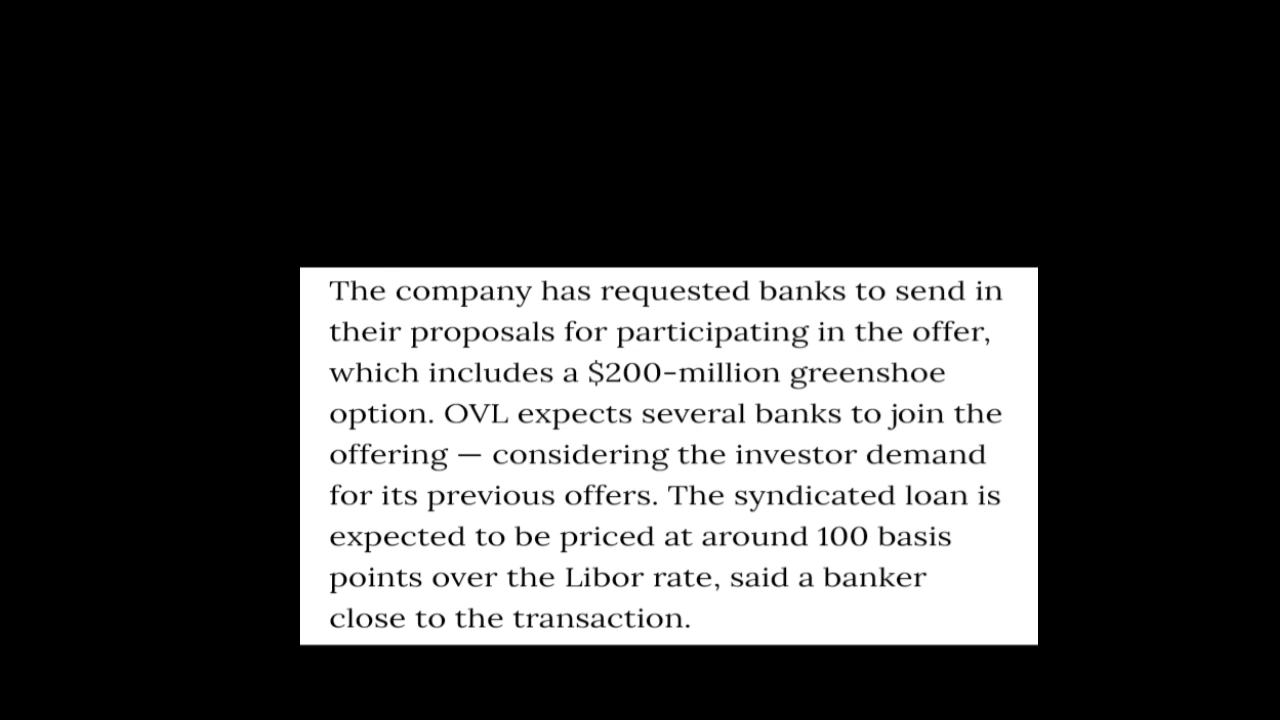 The company has requested banks to send in
their proposals for participating in the offer,
which includes a $200-million greenshoe
option. OVL expects several banks to join the
offering — considering the investor demand
for its previous offers. The syndicated loan is
expected to be priced at around 100 basis
points over the Libor rate, said a banker
close to the transaction.